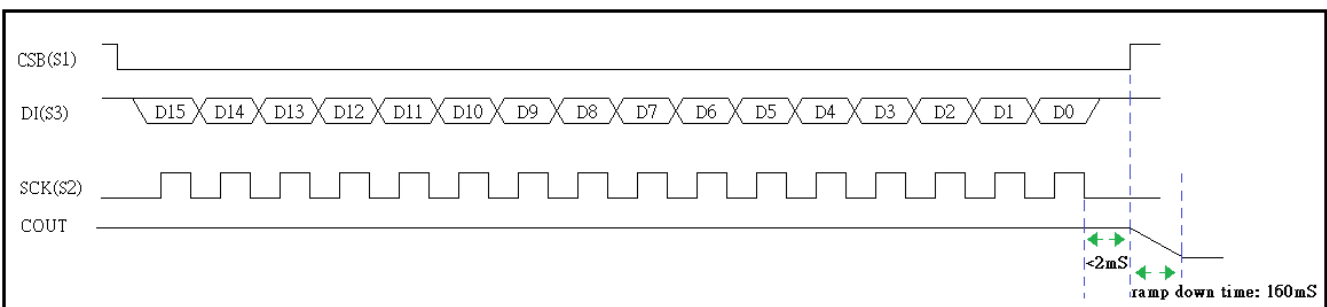 CSB(S1)
DI(S3) D15 D14 D13 D12 D11 D10 D9 D8 D7 D6 D5 D4 D3 D2 D1 D0
SCK(S2)
COUT
<2mS
ramp down time: 160mS